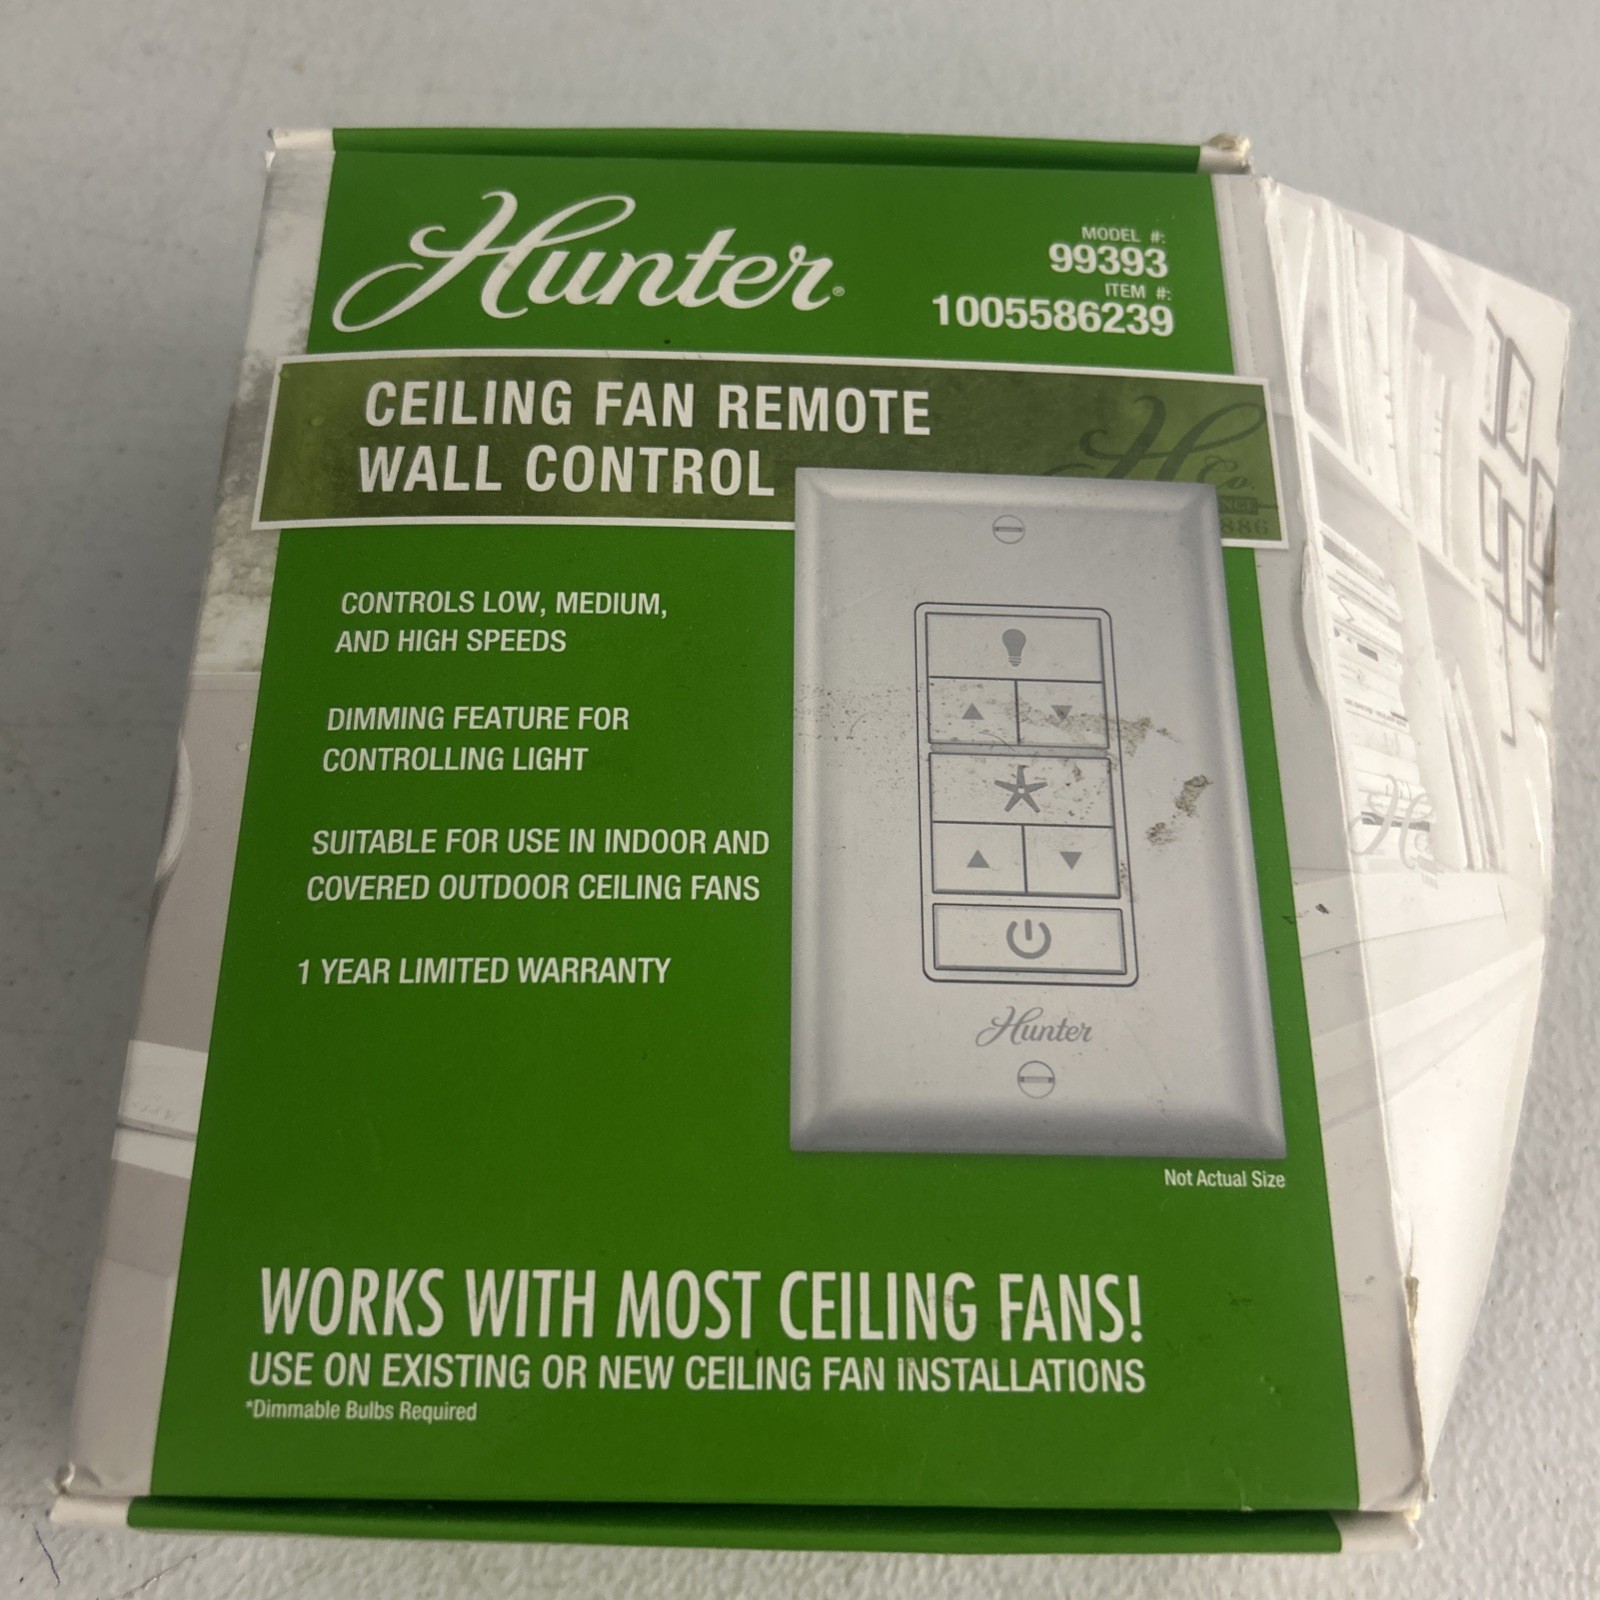 Hunter®
MODEL #:
99393
ITEM #:
1005586239
CEILING FAN REMOTE
WALL CONTROL
H Co.
886
CONTROLS LOW, MEDIUM,
AND HIGH SPEEDS
DIMMING FEATURE FOR
CONTROLLING LIGHT
SUITABLE FOR USE IN INDOOR AND
COVERED OUTDOOR CEILING FANS
1 YEAR LIMITED WARRANTY
Hunter
Not Actual Size
WORKS WITH MOST CEILING FANS!
USE ON EXISTING OR NEW CEILING FAN INSTALLATIONS
*Dimmable Bulbs Required